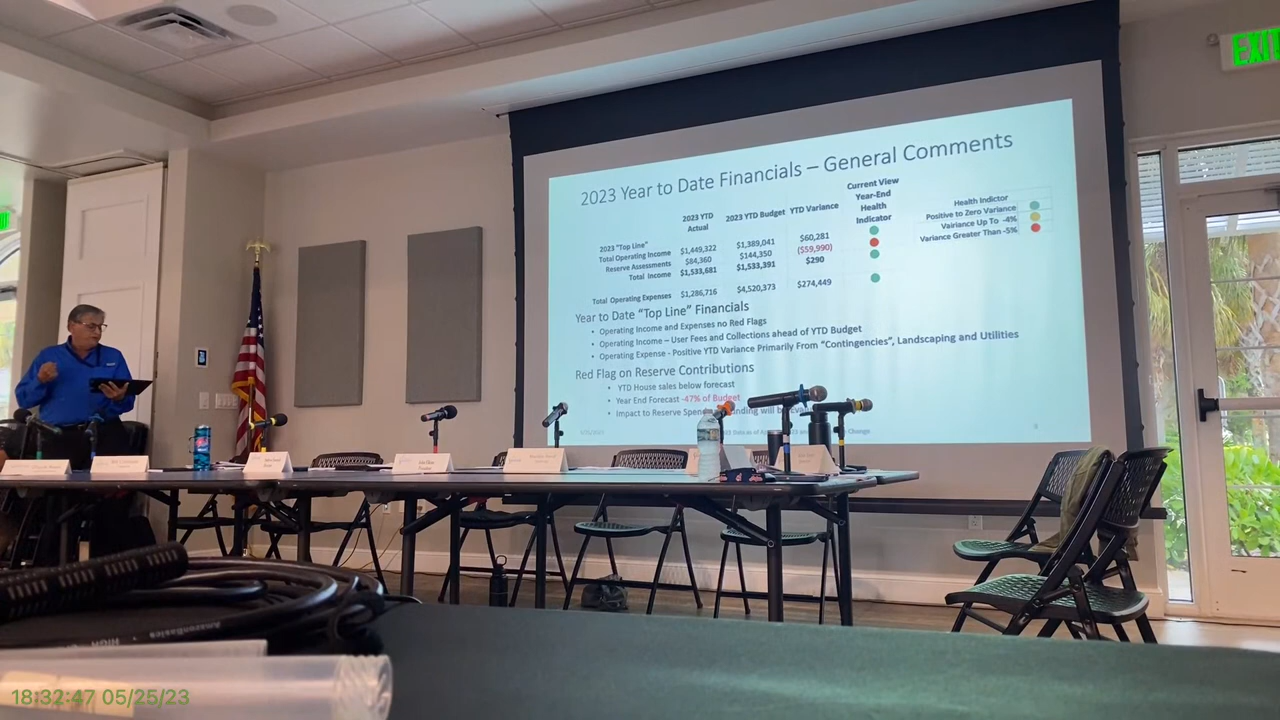 EXIT
2023 Year to Date Financials – General Comments
2023 YTD Actual 2023 YTD Budget YTD Variance Current View Year-End Health Indicator
2023 "Top Line"
Total Operating Income $1,449,322 $1,389,041 $60,281
Reserve Assessments $84,360 $144,350 ($59,990)
Total Income $1,533,681 $1,533,391 $290
Total Operating Expenses $1,286,716 $4,520,373 $274,449
Health Indictor
Positive to Zero Variance
Vairiance Up To -4%
Variance Greater Than -5%
Year to Date "Top Line" Financials
• Operating Income and Expenses no Red Flags
• Operating Income – User Fees and Collections ahead of YTD Budget
• Operating Expense - Positive YTD Variance Primarily From "Contingencies", Landscaping and Utilities
Red Flag on Reserve Contributions
• YTD House sales below forecast
• Year End Forecast -47% of Budget
• Impact to Reserve
AmazonBasics
18:32:47 05/25/23